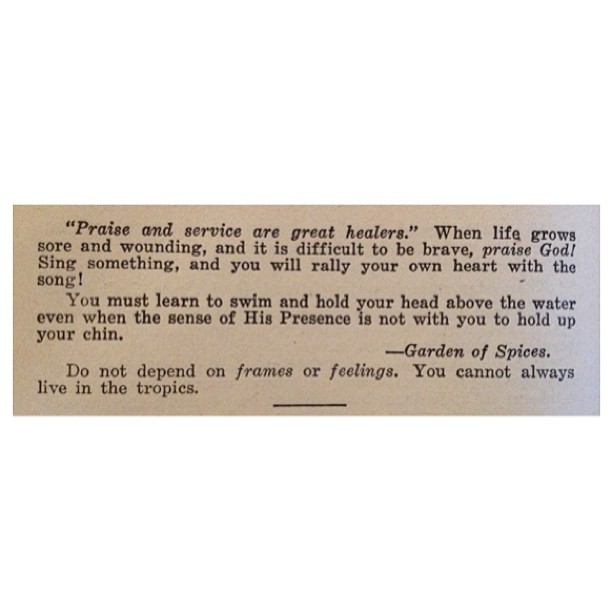 "Praise and service are great healers." When life grows
sore and wounding, and it is difficult to be brave, praise God!
Sing something, and you will rally your own heart with the
song!
You must learn to swim and hold your head above the water
even when the sense of His Presence is not with you to hold up
your chin.
—Garden of Spices.
Do not depend on frames or feelings. You cannot always
live in the tropics.